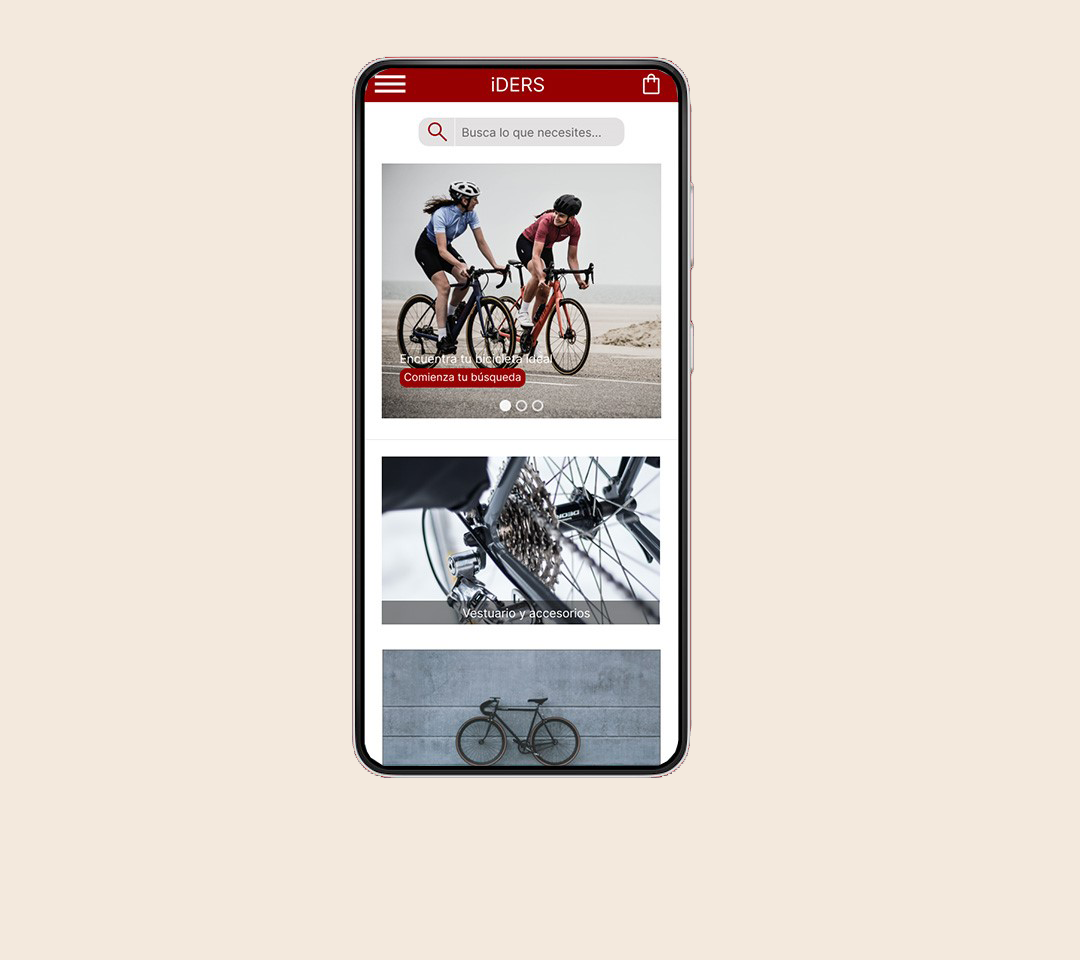 iDERS
Busca lo que necesites...
Encuentra tu bicicleta ideal
Comienza tu búsqueda
Vestuario y accesorios